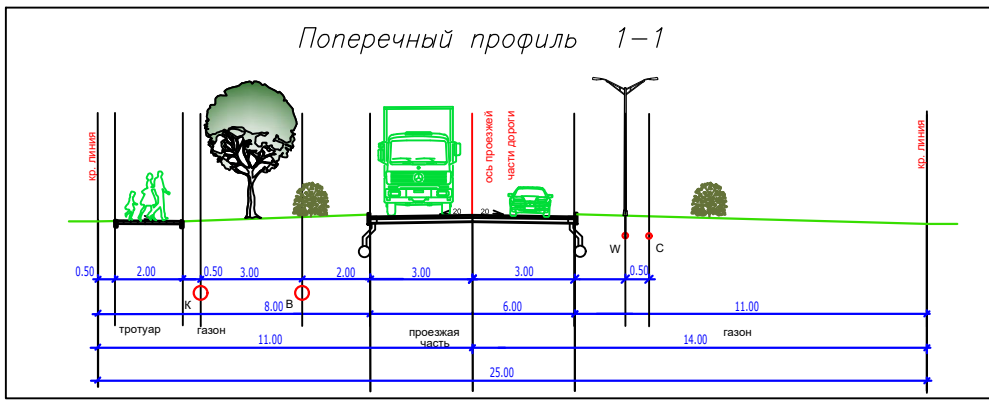 Поперечный профиль 1-1
кр. линия
ось проезжей
части дороги
кр. линия
20 20
W C
0.50 2.00 0.50 3.00 2.00 3.00 3.00 0.50
К В
8.00 6.00 11.00
тротуар газон проезжая
часть
газон
11.00 14.00
25.00